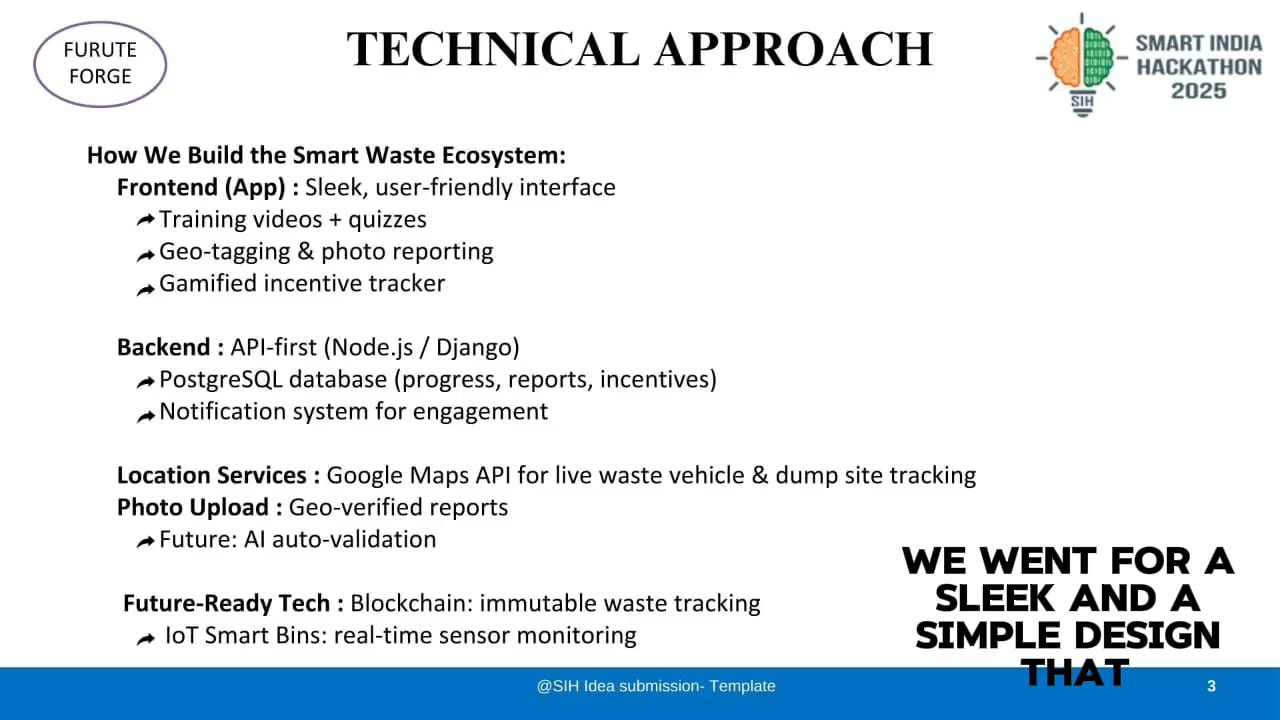 FURUTE
FORGE
TECHNICAL APPROACH
SIH
SMART INDIA
HACKATHON
2025
How We Build the Smart Waste Ecosystem:
Frontend (App) : Sleek, user-friendly interface
Training videos + quizzes
Geo-tagging & photo reporting
Gamified incentive tracker
Backend : API-first (Node.js / Django)
PostgreSQL database (progress, reports, incentives)
Notification system for engagement
Location Services : Google Maps API for live waste vehicle & dump site tracking
Photo Upload : Geo-verified reports
Future: AI auto-validation
Future-Ready Tech : Blockchain: immutable waste tracking
IoT Smart Bins: real-time sensor monitoring
WE WENT FOR A
SLEEK AND A
SIMPLE DESIGN
THAT
@SIH Idea submission- Template
3